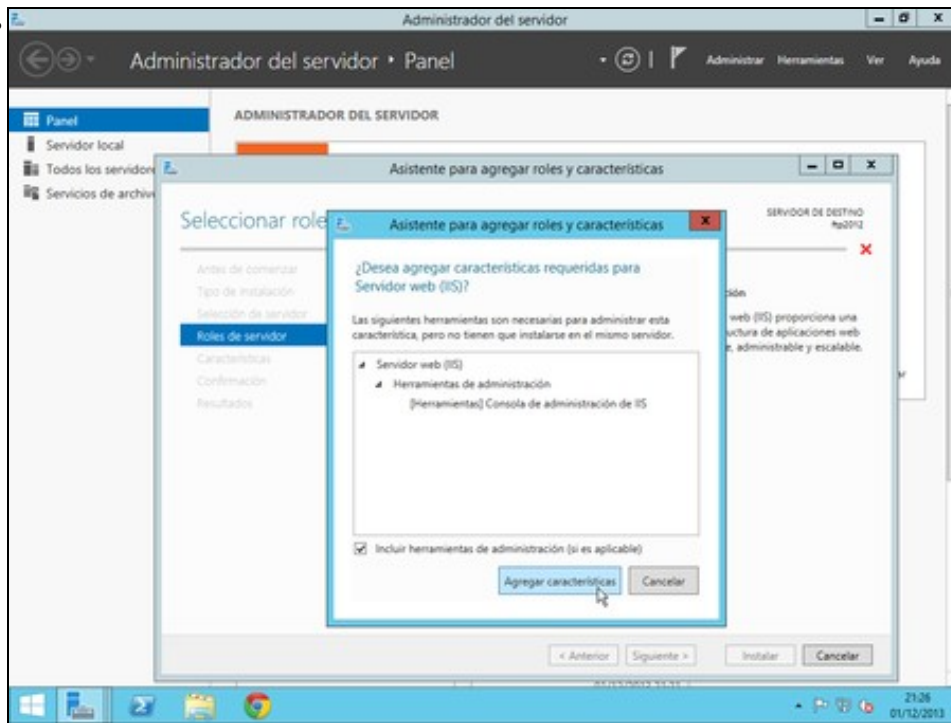 Administrador del servidor
Administrador del servidor • Panel
Administrar Herramientas Ver Ayuda
Panel
Servidor local
Todos los servidore
Servicios de archivo
ADMINISTRADOR DEL SERVIDOR
Asistente para agregar roles y características
Seleccionar role
SERVIDOR DE DESTINO
ftp2012
Antes de comenzar
Tipo de instalación
Selección de servidor
Roles de servidor
Características
Confirmación
Resultados
Asistente para agregar roles y características
¿Desea agregar características requeridas para
Servidor web (IIS)?
Las siguientes herramientas son necesarias para administrar esta
característica, pero no tienen que instalarse en el mismo servidor.
Servidor web (IIS)
Herramientas de administración
[Herramientas] Consola de administración de IIS
Incluir herramientas de administración (si es aplicable)
Agregar características Cancelar
web (IIS) proporciona una
uctura de aplicaciones web
e, administrable y escalable.
< Anterior Siguiente > Instalar Cancelar
21:26
01/12/2013